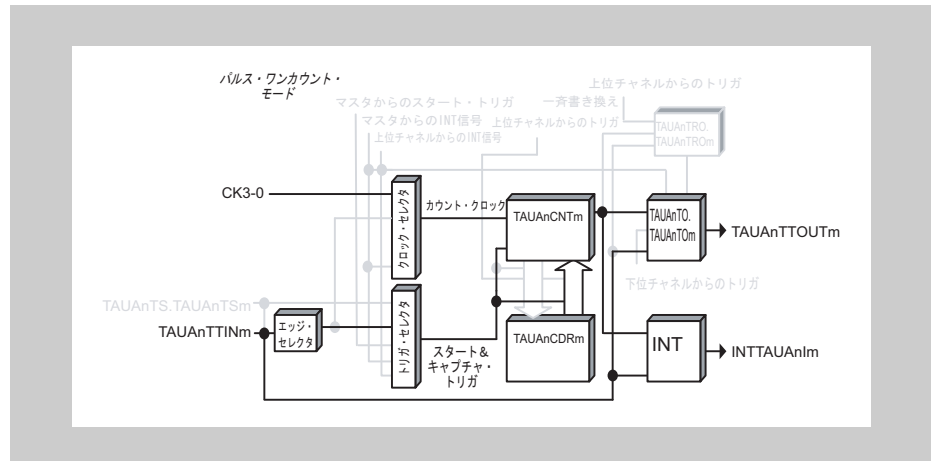 パルス・ワンカウント・
モード
上位チャネルからのトリガ
マスタからのスタート・トリガ
一斉書き換え
マスタからのINT信号
上位チャネルからのトリガ
上位チャネルからのINT信号
TAUAnTRO.
TAUAnTROm
CK3-0
クロック・セレクタ
カウント・クロック
TAUAnCNTm
TAUAnTO.
TAUAnTOm
TAUAnTTOUTm
下位チャネルからのトリガ
TAUAnTS.TAUAnTSm
TAUAnTTINm
エッジ・
セレクタ
トリガ・セレクタ
スタート&
キャプチャ・
トリガ
TAUAnCDRm
INT
INTTAUAnIm